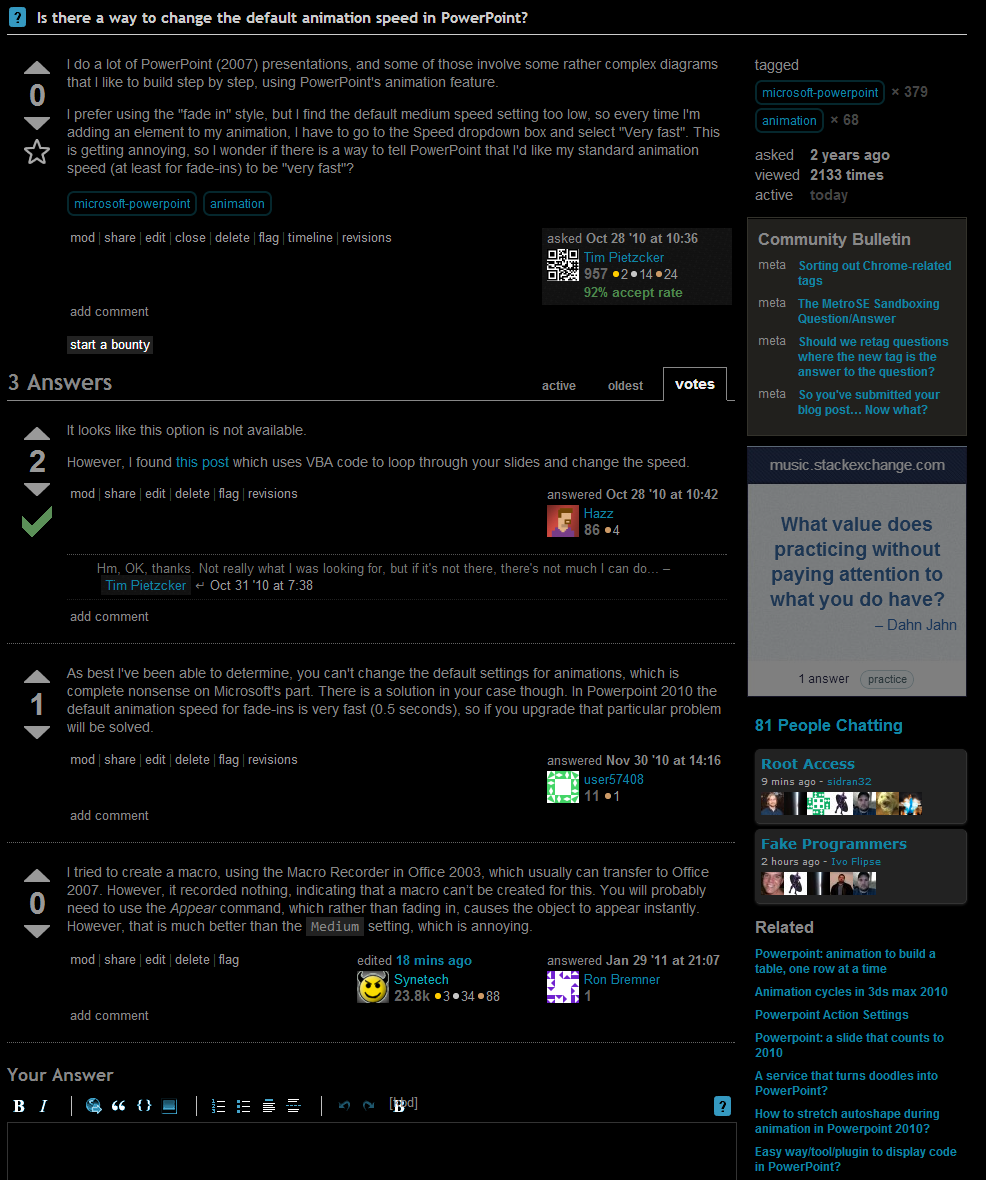 ? Is there a way to change the default animation speed in PowerPoint?
I do a lot of PowerPoint (2007) presentations, and some of those involve some rather complex diagrams
that I like to build step by step, using PowerPoint's animation feature.
0
I prefer using the "fade in" style, but I find the default medium speed setting too low, so every time I'm
adding an element to my animation, I have to go to the Speed dropdown box and select "Very fast". This
is getting annoying, so I wonder if there is a way to tell PowerPoint that I'd like my standard animation
speed (at least for fade-ins) to be "very fast"?
microsoft-powerpoint animation
mod | share | edit | close | delete | flag | timeline | revisions
asked Oct 28 '10 at 10:36
Tim Pietzcker
957 ●2 ●14 ●24
92% accept rate
add comment
start a bounty
3 Answers
active oldest votes
It looks like this option is not available.
2
However, I found this post which uses VBA code to loop through your slides and change the speed.
mod | share | edit | delete | flag | revisions
answered Oct 28 '10 at 10:42
Hazz
86 ●4
Hm, OK, thanks. Not really what I was looking for, but if it's not there, there's not much I can do... –
Tim Pietzcker ↵ Oct 31 '10 at 7:38
add comment
As best I've been able to determine, you can't change the default settings for animations, which is
complete nonsense on Microsoft's part. There is a solution in your case though. In Powerpoint 2010 the
1
default animation speed for fade-ins is very fast (0.5 seconds), so if you upgrade that particular problem
will be solved.
mod | share | edit | delete | flag | revisions
answered Nov 30 '10 at 14:16
user57408
11 ●1
add comment
I tried to create a macro, using the Macro Recorder in Office 2003, which usually can transfer to Office
2007. However, it recorded nothing, indicating that a macro can't be created for this. You will probably
0
need to use the Appear command, which rather than fading in, causes the object to appear instantly.
However, that is much better than the Medium setting, which is annoying.
mod | share | edit | delete | flag
edited 18 mins ago
Synetech
23.8k ●3 ●34 ●88
answered Jan 29 '11 at 21:07
Ron Bremner
1
add comment
Your Answer
B I
?
tagged
microsoft-powerpoint × 379
animation × 68
asked 2 years ago
viewed 2133 times
active today
Community Bulletin
meta Sorting out Chrome-related
tags
meta The MetroSE Sandboxing
Question/Answer
meta Should we retag questions
where the new tag is the
answer to the question?
meta So you've submitted your
blog post... Now what?
music.stackexchange.com
What value does
practicing without
paying attention to
what you do have?
– Dahn Jahn
1 answer practice
81 People Chatting
Root Access
9 mins ago - sidran32
Fake Programmers
2 hours ago - Ivo Flipse
Related
Powerpoint: animation to build a
table, one row at a time
Animation cycles in 3ds max 2010
Powerpoint Action Settings
Powerpoint: a slide that counts to
2010
A service that turns doodles into
PowerPoint?
How to stretch autoshape during
animation in Powerpoint 2010?
Easy way/tool/plugin to display code
in PowerPoint?